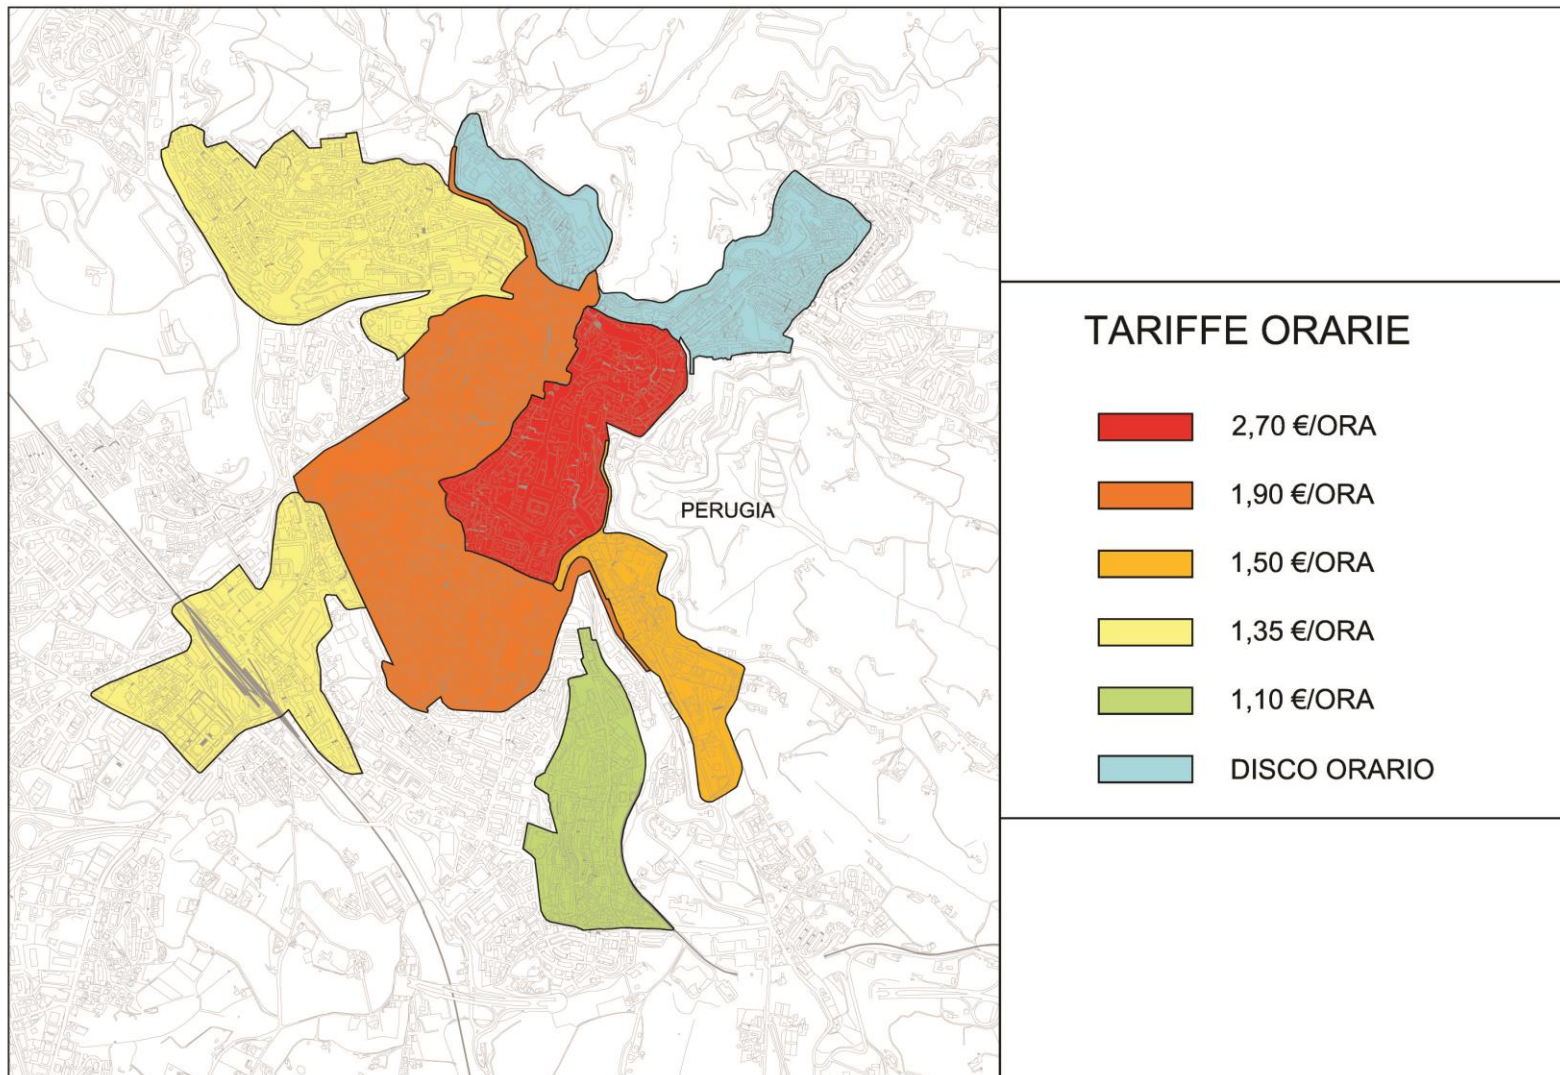 PERUGIA
TARIFFE ORARIE
2,70 €/ORA
1,90 €/ORA
1,50 €/ORA
1,35 €/ORA
1,10 €/ORA
DISCO ORARIO